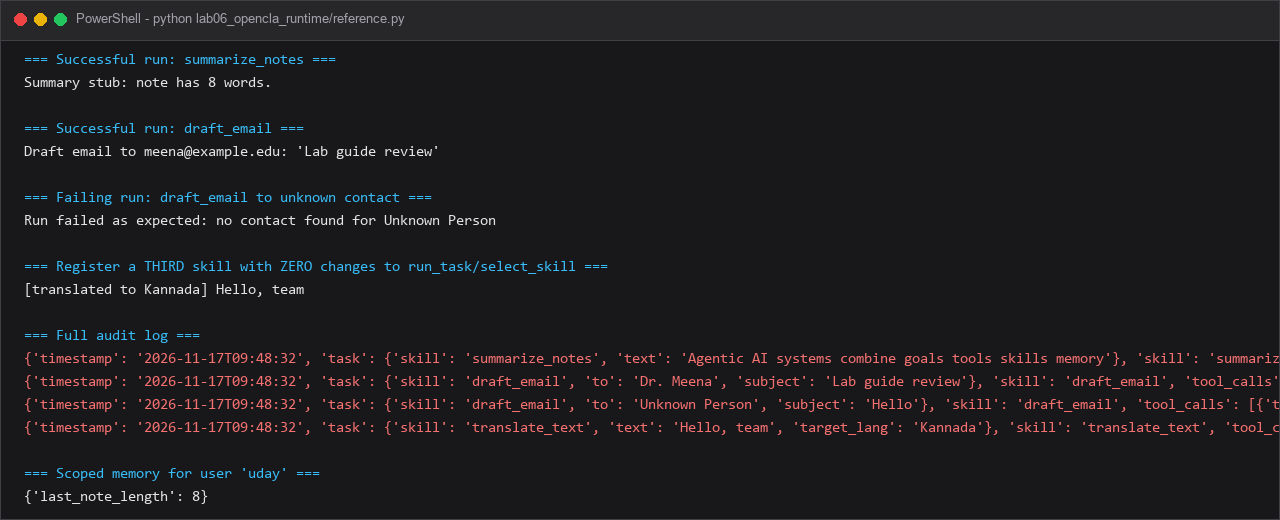 PowerShell - python lab06_opencla_runtime/reference.py
=== Successful run: summarize_notes ===
Summary stub: note has 8 words.
=== Successful run: draft_email ===
Draft email to meena@example.edu: 'Lab guide review'
=== Failing run: draft_email to unknown contact ===
Run failed as expected: no contact found for Unknown Person
=== Register a THIRD skill with ZERO changes to run_task/select_skill ===
[translated to Kannada] Hello, team
=== Full audit log ===
{'timestamp': '2026-11-17T09:48:32', 'task': {'skill': 'summarize_notes', 'text': 'Agentic AI systems combine goals tools skills memory'}, 'skill': 'summariz
{'timestamp': '2026-11-17T09:48:32', 'task': {'skill': 'draft_email', 'to': 'Dr. Meena', 'subject': 'Lab guide review'}, 'skill': 'draft_email', 'tool_calls'
{'timestamp': '2026-11-17T09:48:32', 'task': {'skill': 'draft_email', 'to': 'Unknown Person', 'subject': 'Hello'}, 'skill': 'draft_email', 'tool_calls': [{'t
{'timestamp': '2026-11-17T09:48:32', 'task': {'skill': 'translate_text', 'text': 'Hello, team', 'target_lang': 'Kannada'}, 'skill': 'translate_text', 'tool_c
=== Scoped memory for user 'uday' ===
{'last_note_length': 8}